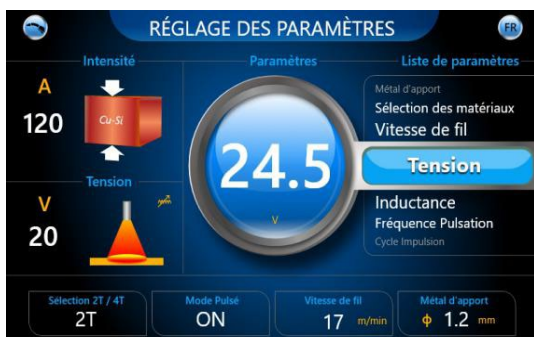 RÉGLAGE DES PARAMÈTRES
FR
Intensité
A
120
Cu-Si
Tension
V
20
Paramètres
24.5
V
Liste de paramètres
Métal d'apport
Sélection des matériaux
Vitesse de fil
Tension
Inductance
Fréquence Pulsation
Cycle Impulsion
Sélection 2T / 4T
2T
Mode Pulsé
ON
Vitesse de fil
17 m/min
Métal d'apport
ϕ 1.2 mm